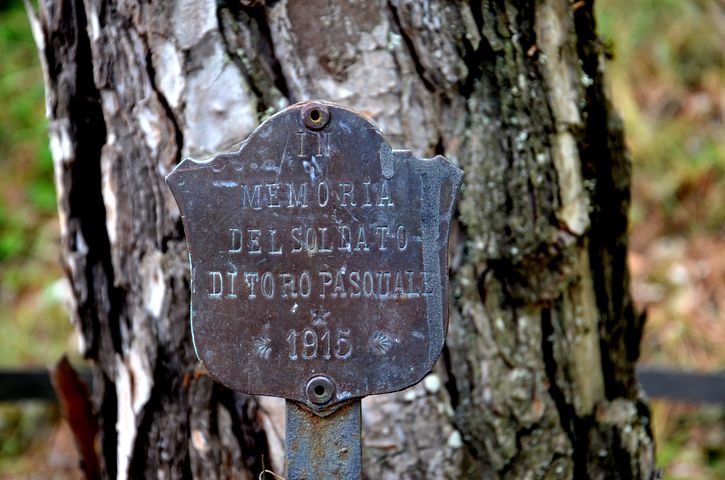 IN
MEMORIA
DEL SOLDATO
DI TORO PASQUALE
1915